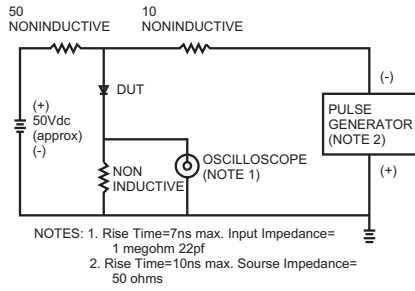 50
NONINDUCTIVE
10
NONINDUCTIVE
DUT
(+)
50Vdc
(approx)
(-)
(-)
PULSE
GENERATOR
(NOTE 2)
(+)
NON
INDUCTIVE
OSCILLOSCOPE
(NOTE 1)
NOTES: 1. Rise Time=7ns max. Input Impedance=
1 megohm 22pf
2. Rise Time=10ns max. Sourse Impedance=
50 ohms